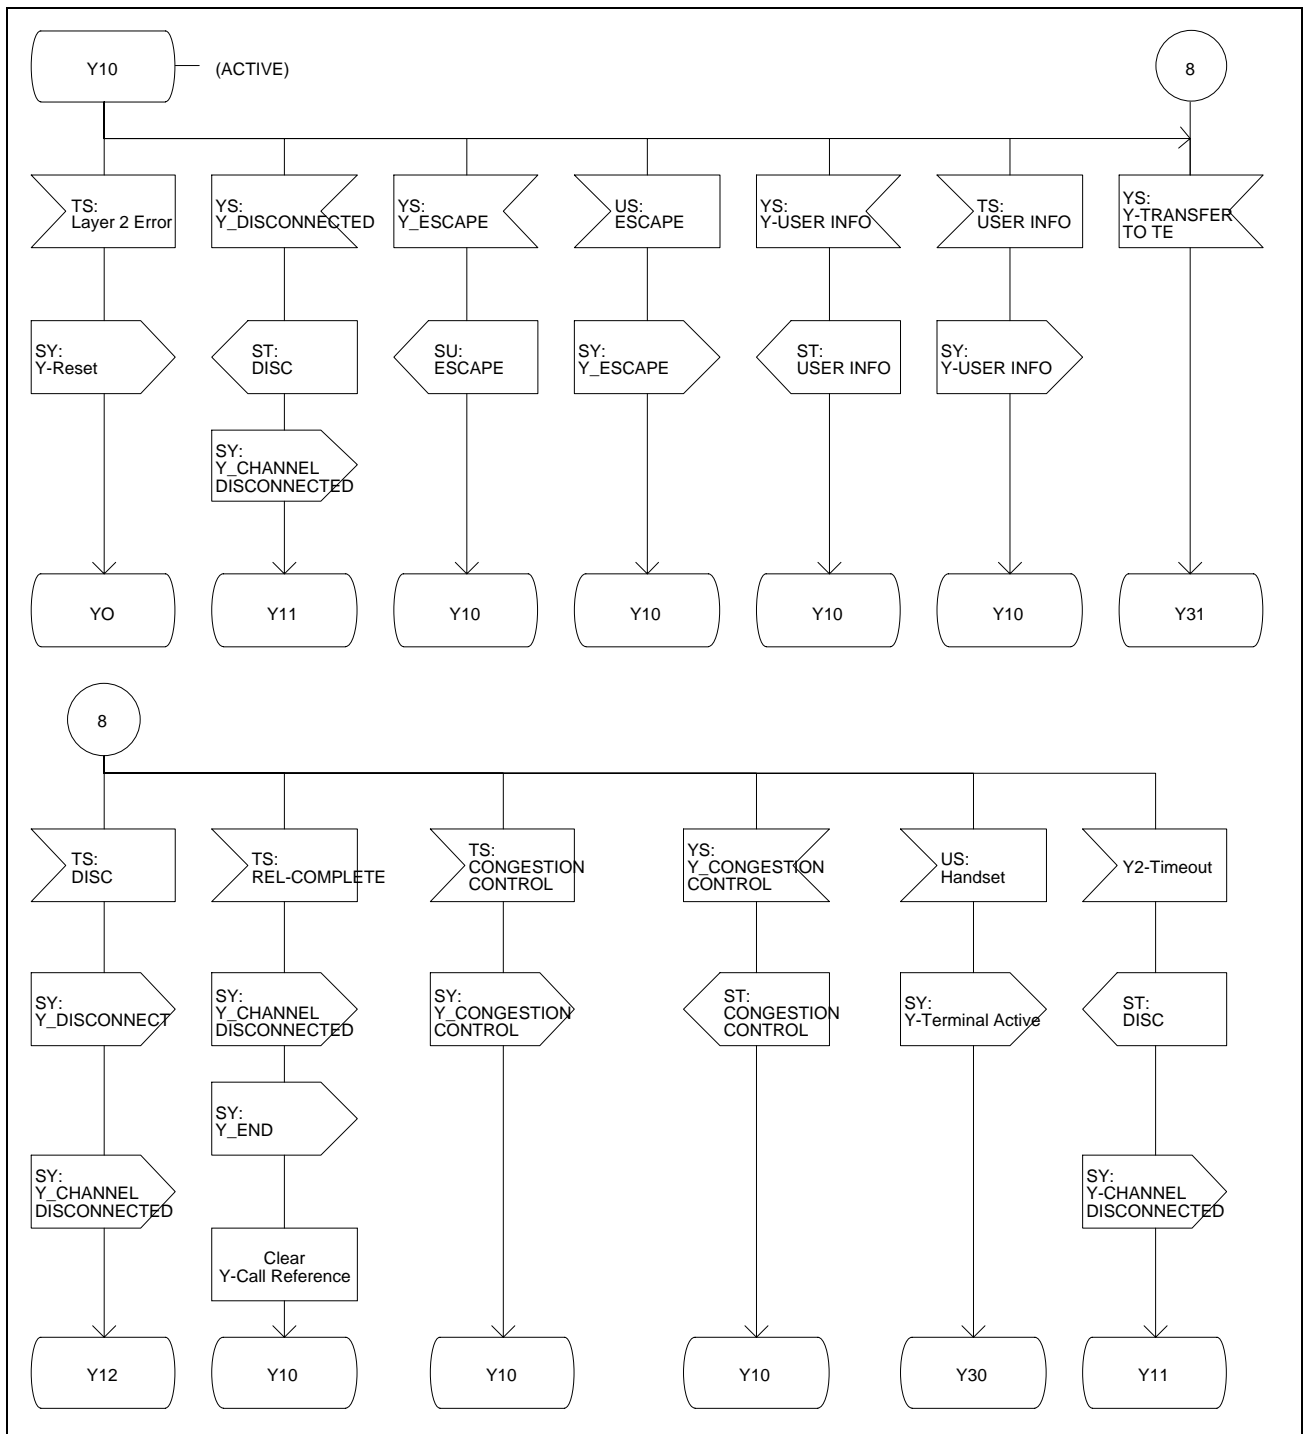 Y10
(ACTIVE)
8
TS:
Layer 2 Error
YS:
Y_DISCONNECTED
YS:
Y_ESCAPE
US:
ESCAPE
YS:
Y-USER INFO
TS:
USER INFO
YS:
Y-TRANSFER
TO TE
SY:
Y-Reset
ST:
DISC
SU:
ESCAPE
SY:
Y_ESCAPE
ST:
USER INFO
SY:
Y-USER INFO
SY:
Y_CHANNEL
DISCONNECTED
YO
Y11
Y10
Y10
Y10
Y10
Y31
8
TS:
DISC
TS:
REL-COMPLETE
TS:
CONGESTION
CONTROL
YS:
Y_CONGESTION
CONTROL
US:
Handset
Y2-Timeout
SY:
Y_DISCONNECT
SY:
Y_CHANNEL
DISCONNECTED
SY:
Y_CONGESTION
CONTROL
ST:
CONGESTION
CONTROL
SY:
Y-Terminal Active
ST:
DISC
SY:
Y_END
SY:
Y_CHANNEL
DISCONNECTED
SY:
Y-CHANNEL
DISCONNECTED
Clear
Y-Call Reference
Y12
Y10
Y10
Y10
Y30
Y11